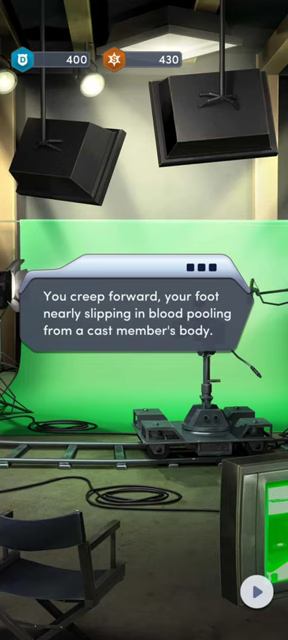 400
430
You creep forward, your foot
nearly slipping in blood pooling
from a cast member's body.